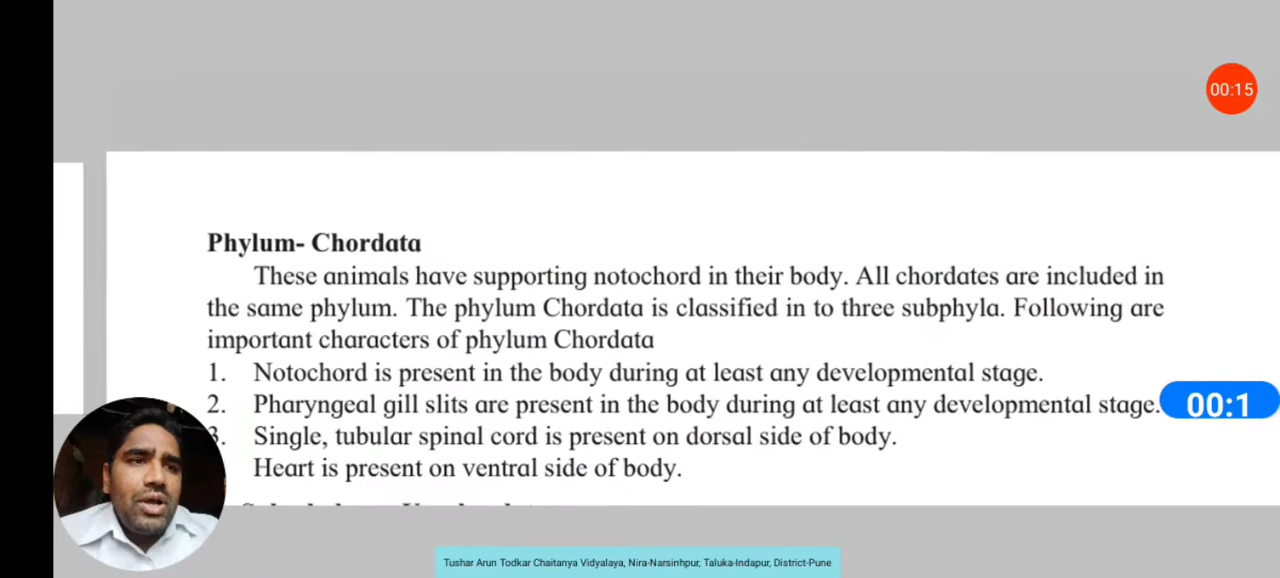 00:15
Phylum- Chordata
These animals have supporting notochord in their body. All chordates are included in
the same phylum. The phylum Chordata is classified in to three subphyla. Following are
important characters of phylum Chordata
1. Notochord is present in the body during at least any developmental stage.
2. Pharyngeal gill slits are present in the body during at least any developmental stage.
00:1
3. Single, tubular spinal cord is present on dorsal side of body.
Heart is present on ventral side of body.
Tushar Arun Todkar Chaitanya Vidyalaya, Nira-Narsinhpur, Taluka-Indapur, District-Pune